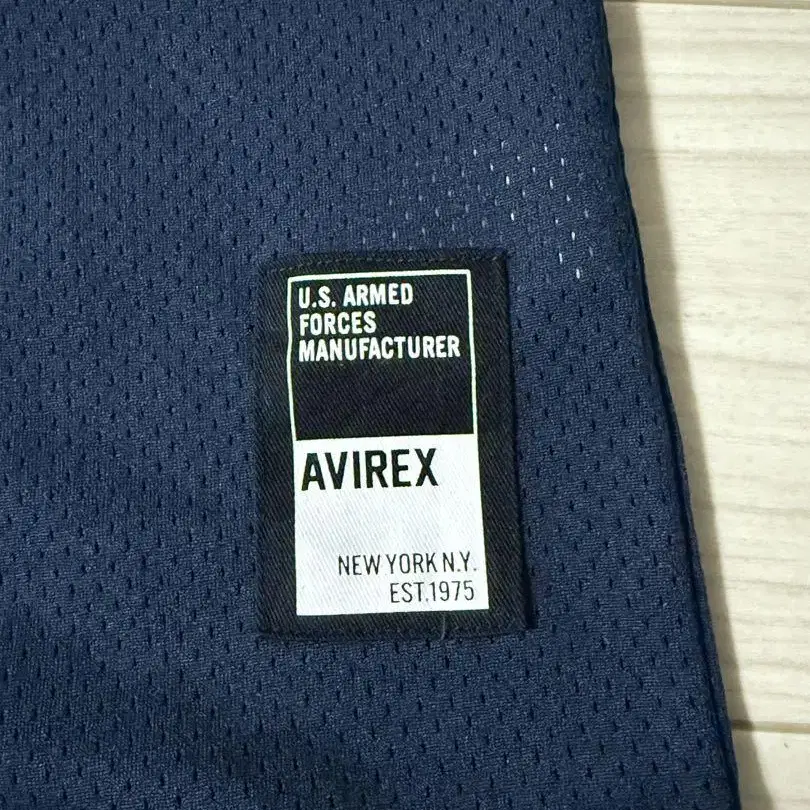 U.S. ARMED
FORCES
MANUFACTURER
AVIREX
NEW YORK N.Y.
EST.1975